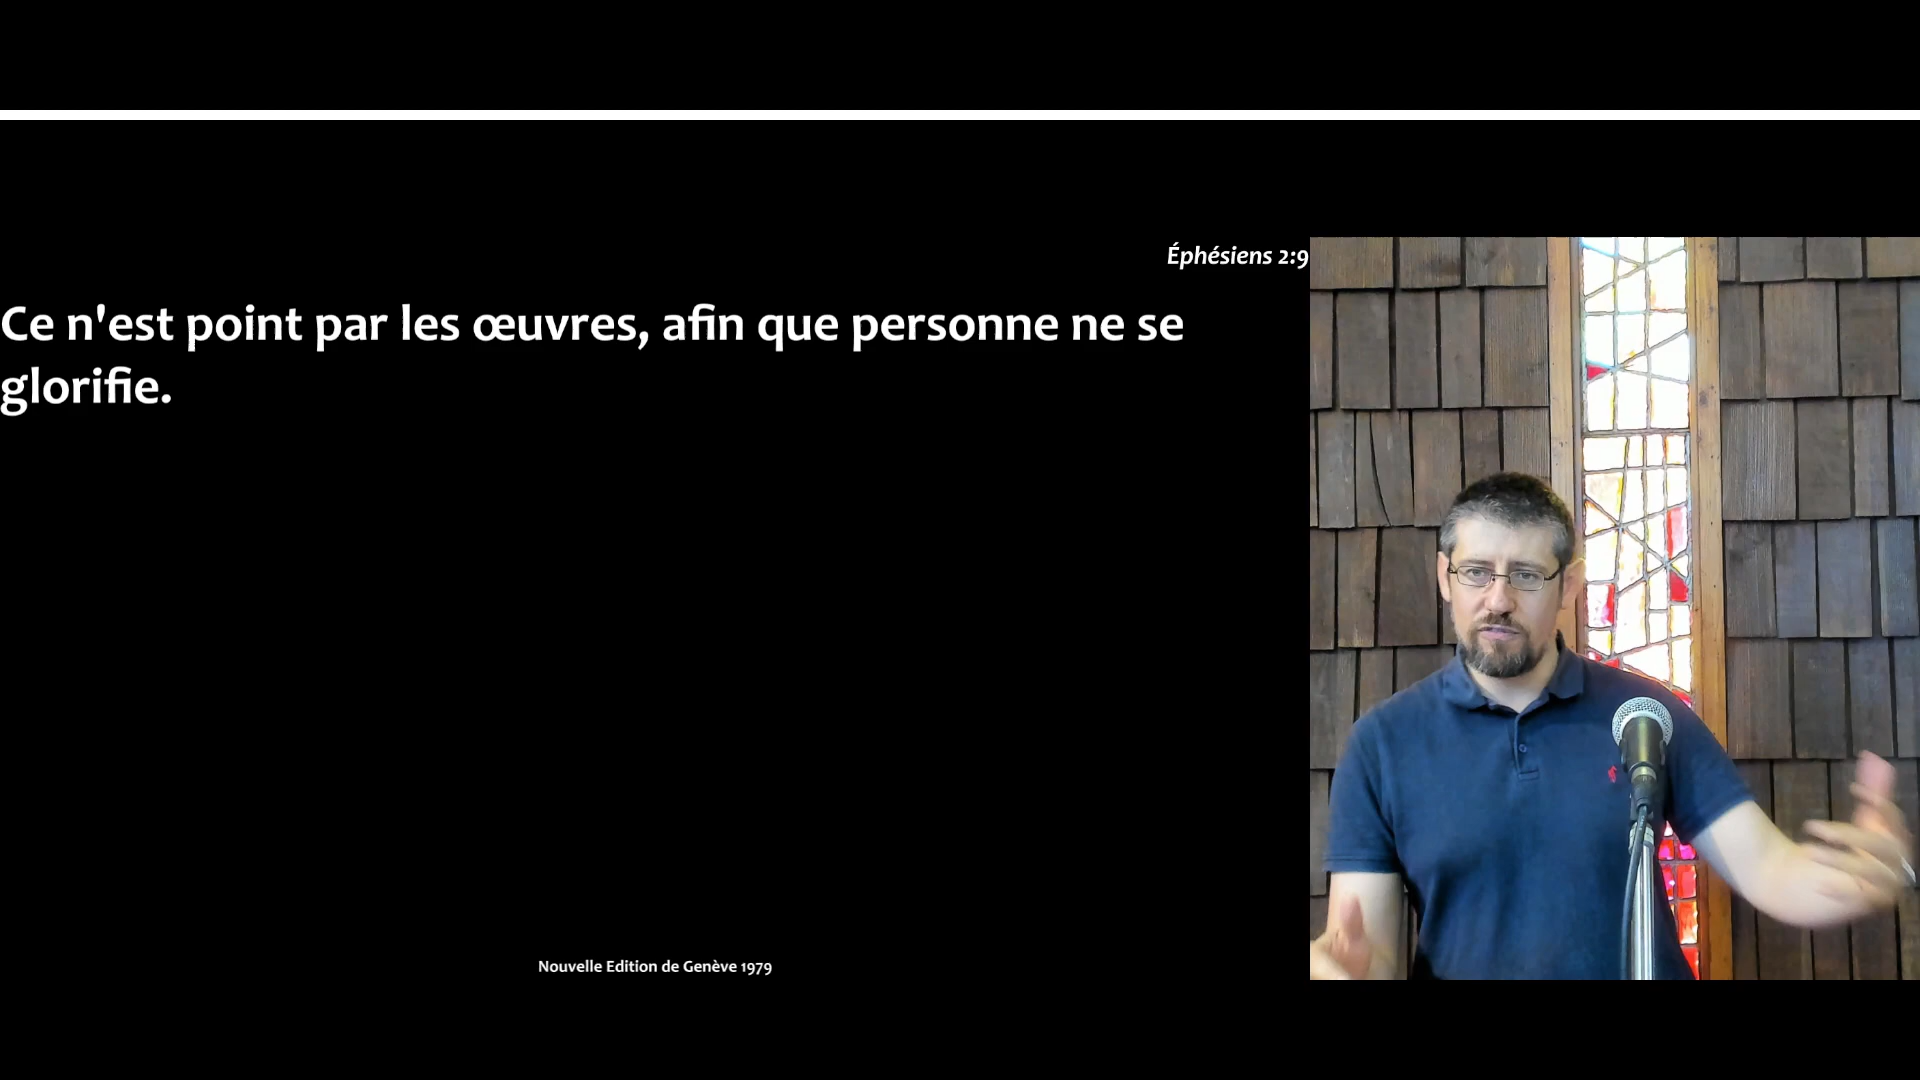 Éphésiens 2:9
Ce n'est point par les œuvres, afin que personne ne se
glorifie.
Nouvelle Edition de Genève 1979